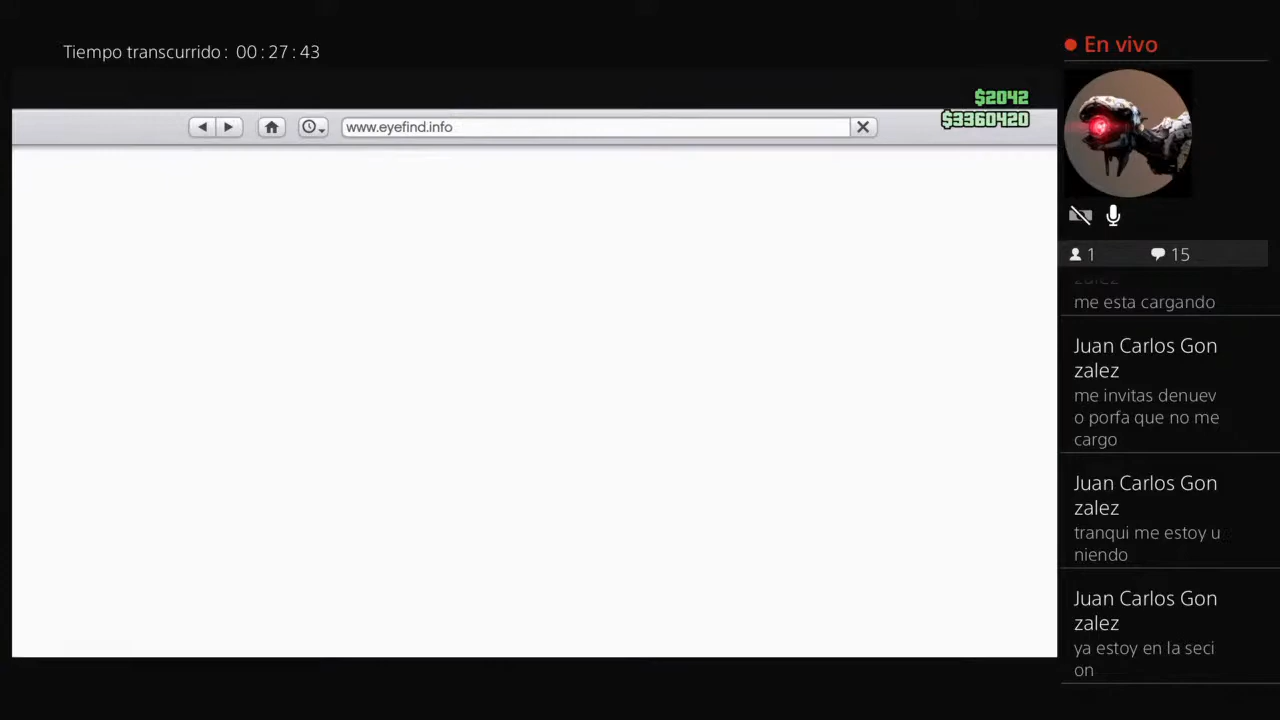 Tiempo transcurrido: 00:27:43
En vivo
$2042
$3360420
www.eyefind.info
1 15
me esta cargando
Juan Carlos Gon
zalez
me invitas denuev
o porfa que no me
cargo
Juan Carlos Gon
zalez
tranqui me estoy u
niendo
Juan Carlos Gon
zalez
ya estoy en la seci
on